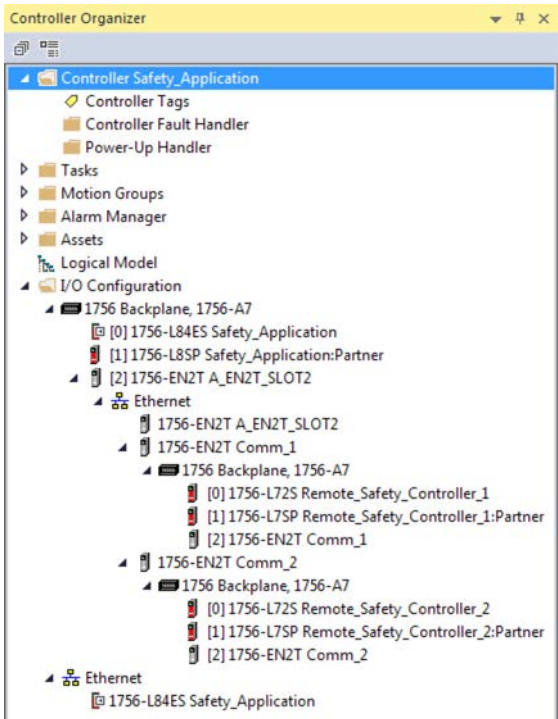 Controller Organizer
Controller Safety_Application
Controller Tags
Controller Fault Handler
Power-Up Handler
Tasks
Motion Groups
Alarm Manager
Assets
Logical Model
I/O Configuration
1756 Backplane, 1756-A7
[0] 1756-L84ES Safety_Application
[1] 1756-L8SP Safety_Application:Partner
[2] 1756-EN2T A_EN2T_SLOT2
Ethernet
1756-EN2T A_EN2T_SLOT2
1756-EN2T Comm_1
1756 Backplane, 1756-A7
[0] 1756-L72S Remote_Safety_Controller_1
[1] 1756-L7SP Remote_Safety_Controller_1:Partner
[2] 1756-EN2T Comm_1
1756-EN2T Comm_2
1756 Backplane, 1756-A7
[0] 1756-L72S Remote_Safety_Controller_2
[1] 1756-L7SP Remote_Safety_Controller_2:Partner
[2] 1756-EN2T Comm_2
Ethernet
1756-L84ES Safety_Application